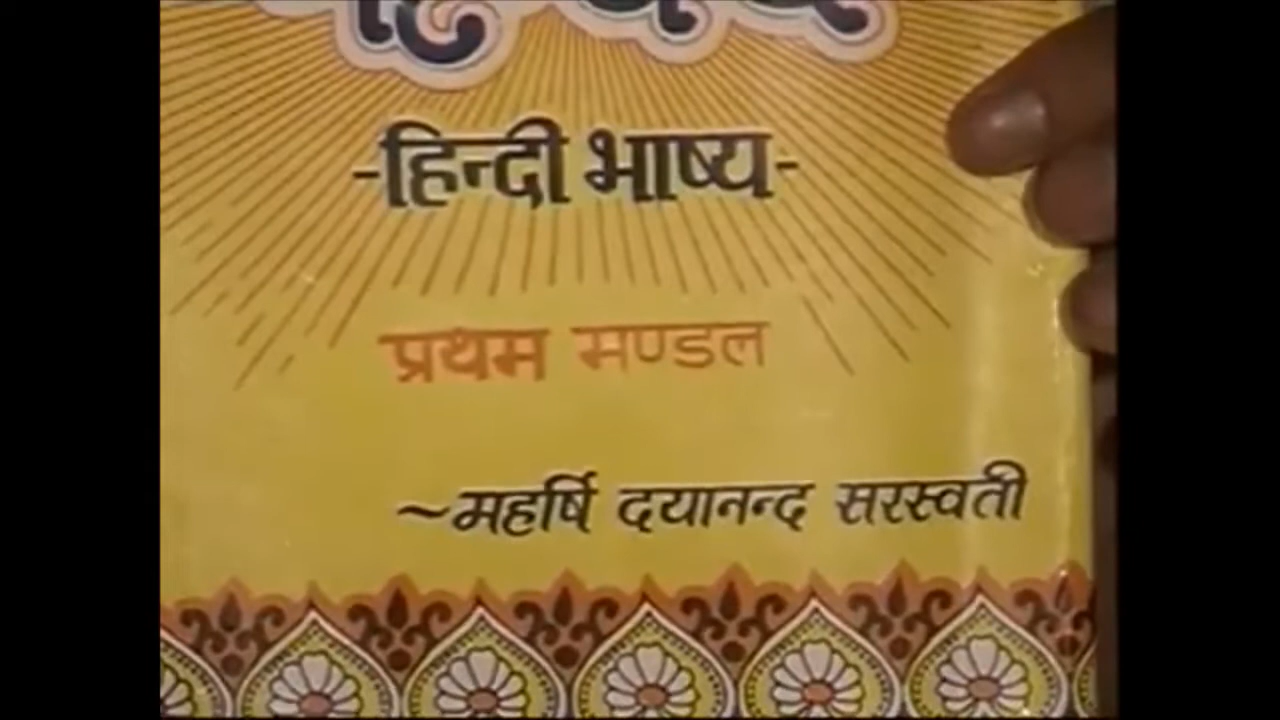 -हिन्दी भाष्य-
प्रथम मण्डल
~महर्षि दयानन्द सरस्वती